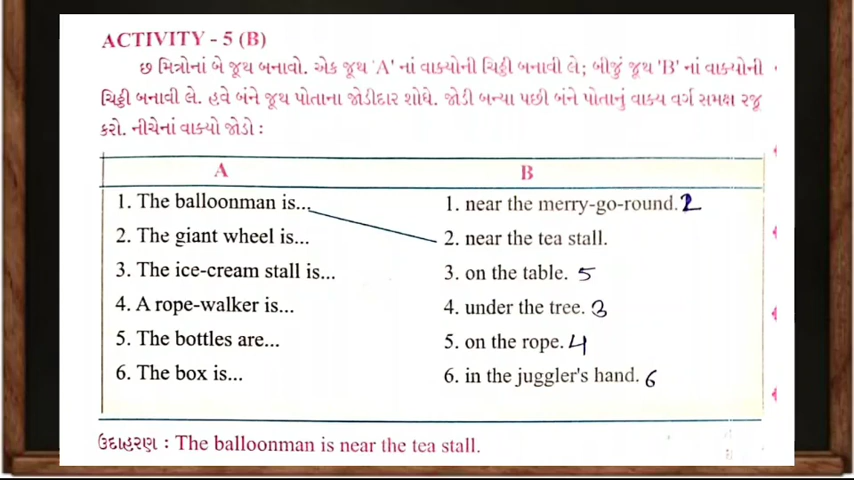 ACTIVITY - 5 (B)
છ મિત્રોનાં બે જૂથ બનાવો. એક જૂથ 'A' નાં વાક્યોની ચિઠ્ઠી બનાવી લે; બીજું જૂથ 'B' નાં વાક્યોની
ચિઠ્ઠી બનાવી લે. હવે બંને જૂથ પોતાના જોડીદાર શોધે. જોડી બન્યા પછી બંને પોતાનું વાક્ય વર્ગ સમક્ષ રજૂ
કરો. નીચેનાં વાક્યો જોડો :
A B
1. The balloonman is... 1. near the merry-go-round. 2
2. The giant wheel is... 2. near the tea stall.
3. The ice-cream stall is... 3. on the table. 5
4. A rope-walker is... 4. under the tree. 3
5. The bottles are... 5. on the rope. 4
6. The box is... 6. in the juggler's hand. 6
ઉદાહરણ : The balloonman is near the tea stall.